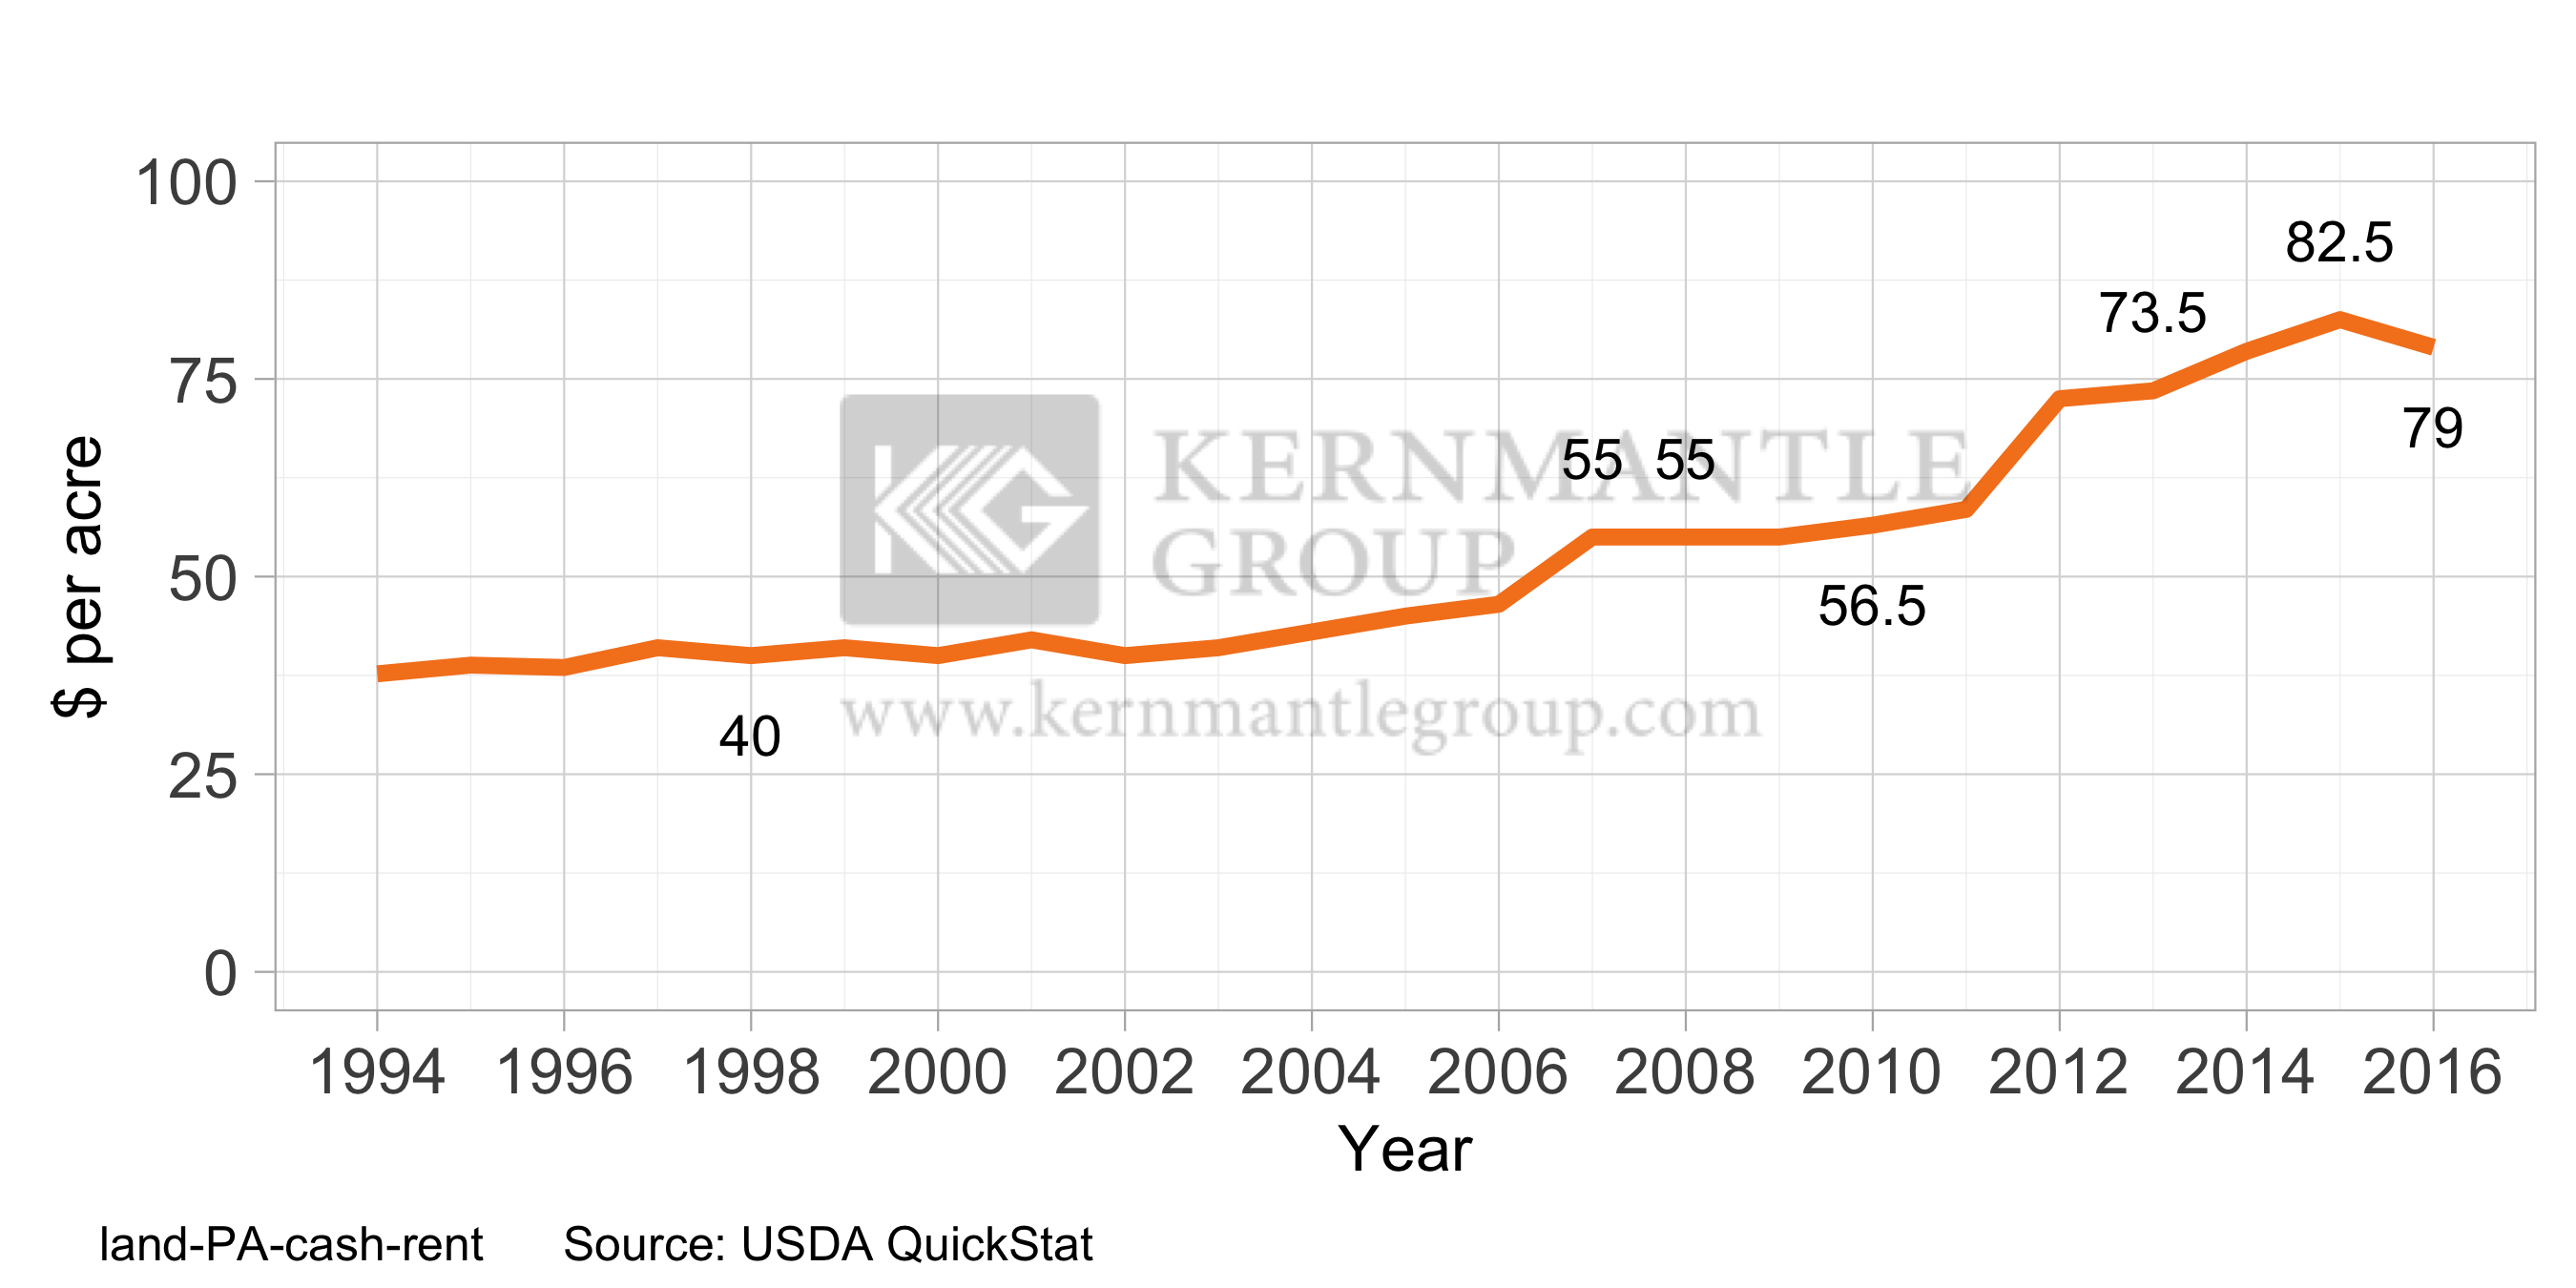 100
82.5
73.5
75
79
KERNMANTLE
55 55
GROUP
50
56.5
www.kernmantlegroup.com
40
25
0
$ per acre
1994 1996 1998 2000 2002 2004 2006 2008 2010 2012 2014 2016
Year
land-PA-cash-rent Source: USDA QuickStat